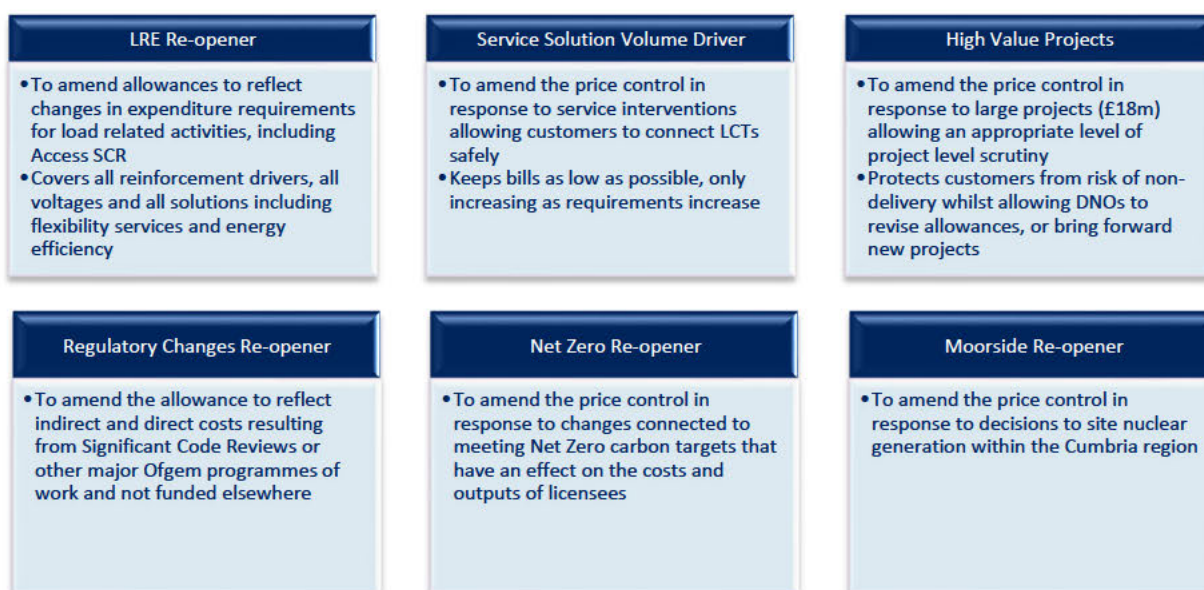 LRE Re-opener
• To amend allowances to reflect
changes in expenditure requirements
for load related activities, including
Access SCR
• Covers all reinforcement drivers, all
voltages and all solutions including
flexibility services and energy
efficiency
Service Solution Volume Driver
• To amend the price control in
response to service interventions
allowing customers to connect LCTs
safely
• Keeps bills as low as possible, only
increasing as requirements increase
High Value Projects
• To amend the price control in
response to large projects (£18m)
allowing an appropriate level of
project level scrutiny
• Protects customers from risk of non-
delivery whilst allowing DNOs to
revise allowances, or bring forward
new projects
Regulatory Changes Re-opener
• To amend the allowance to reflect
indirect and direct costs resulting
from Significant Code Reviews or
other major Ofgem programmes of
work and not funded elsewhere
Net Zero Re-opener
• To amend the price control in
response to changes connected to
meeting Net Zero carbon targets that
have an effect on the costs and
outputs of licensees
Moorside Re-opener
• To amend the price control in
response to decisions to site nuclear
generation within the Cumbria region